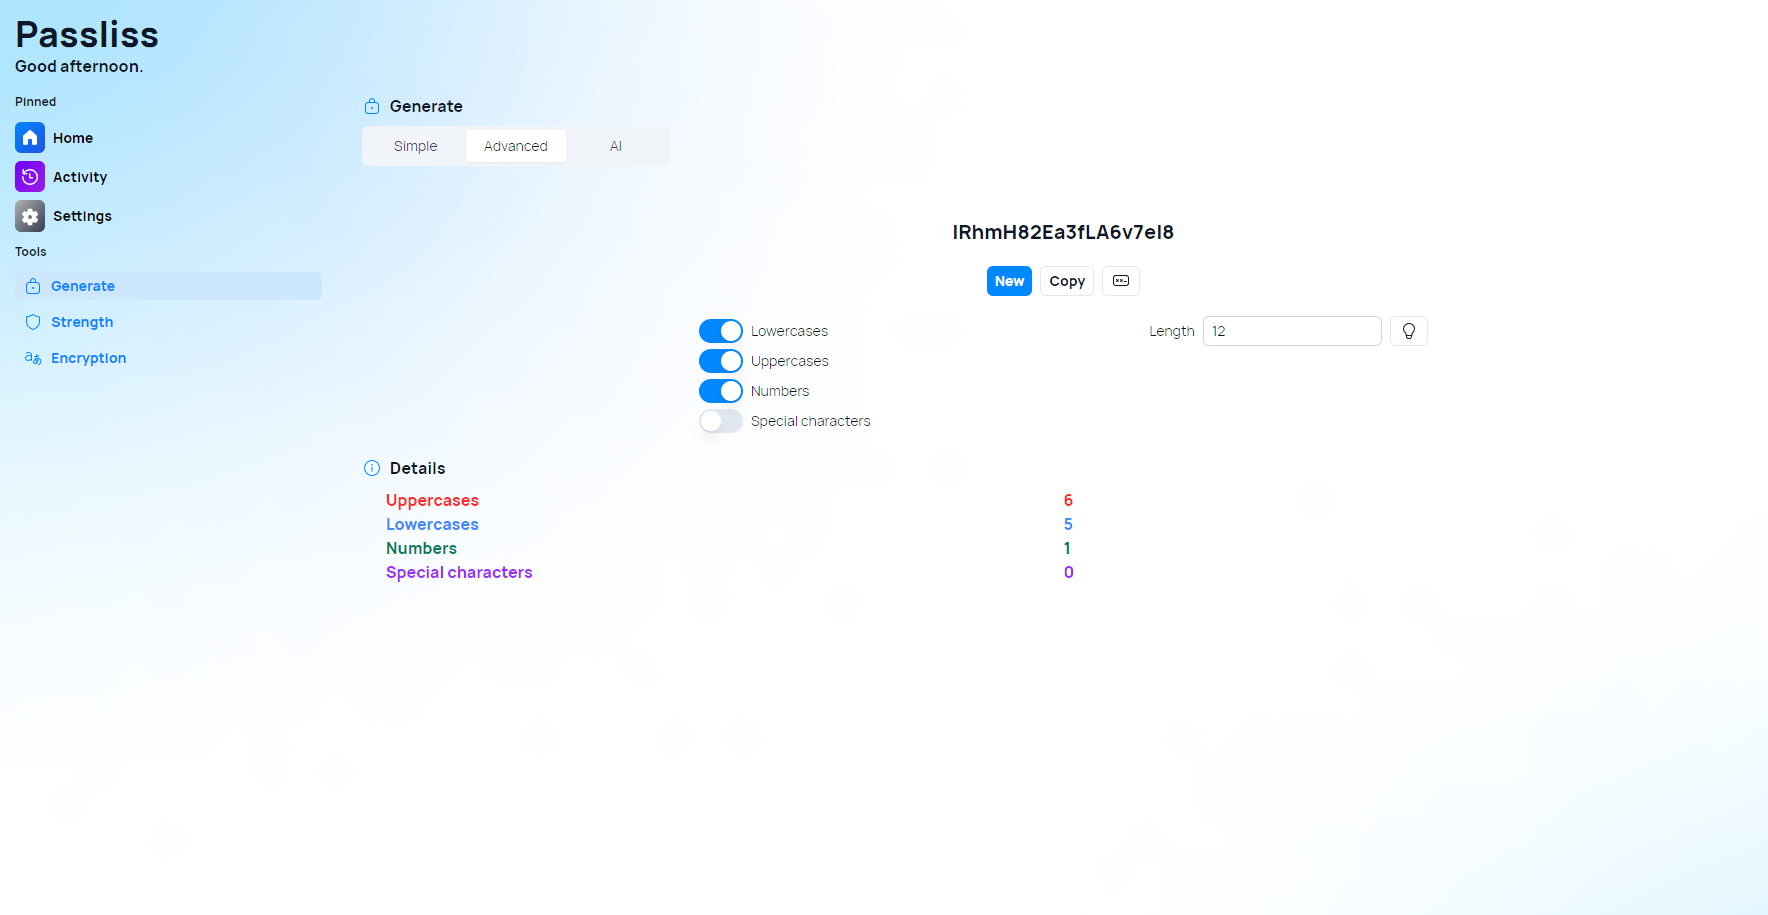 Passliss
Good afternoon.
Pinned
Home
Activity
Settings
Tools
Generate
Strength
Encryption
Generate
Simple
Advanced
AI
lRhmH82Ea3fLA6v7eI8
New
Copy
Lowercases
Uppercases
Numbers
Special characters
Length
12
Details
Uppercases 6
Lowercases 5
Numbers 1
Special characters 0